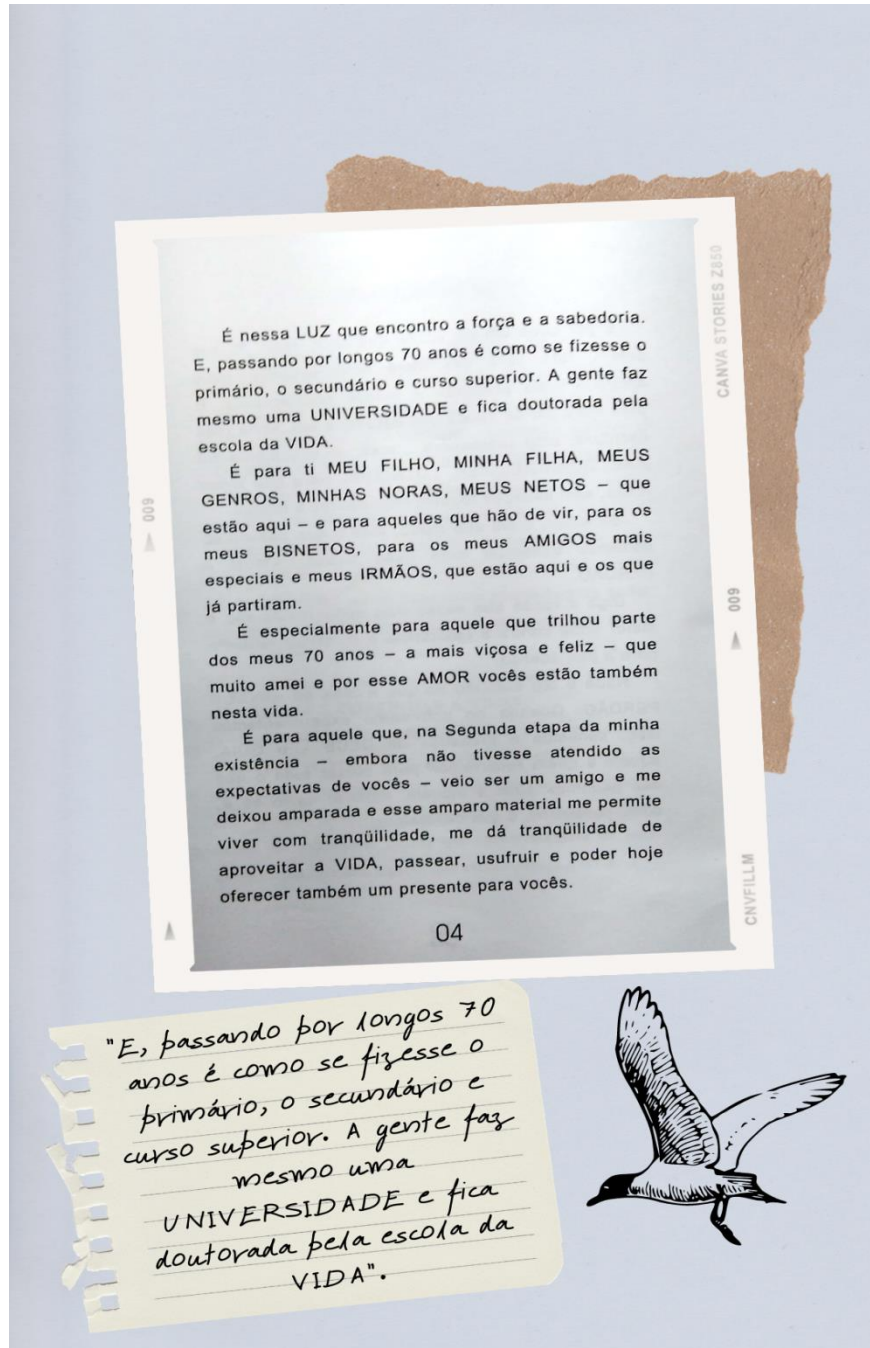 É nessa LUZ que encontro a força e a sabedoria.
E, passando por longos 70 anos é como se fizesse o
primário, o secundário e curso superior. A gente faz
mesmo uma UNIVERSIDADE e fica doutorada pela
escola da VIDA.
É para ti MEU FILHO, MINHA FILHA, MEUS
GENROS, MINHAS NORAS, MEUS NETOS – que
estão aqui – e para aqueles que hão de vir, para os
meus BISNETOS, para os meus AMIGOS mais
especiais e meus IRMÃOS, que estão aqui e os que
já partiram.
É especialmente para aquele que trilhou parte
dos meus 70 anos – a mais viçosa e feliz – que
muito amei e por esse AMOR vocês estão também
nesta vida.
É para aquele que, na Segunda etapa da minha
existência – embora não tivesse atendido as
expectativas de vocês – veio ser um amigo e me
deixou amparada e esse amparo material me permite
viver com tranqüilidade, me dá tranqüilidade de
aproveitar a VIDA, passear, usufruir e poder hoje
oferecer também um presente para vocês.
04
CANVA STORIES Z850
009
009
CNVFILLM
"E, passando por longos 70
anos é como se fizesse o
primário, o secundário e
curso superior. A gente faz
mesmo uma
UNIVERSIDADE e fica
doutorada pela escola da
VIDA".